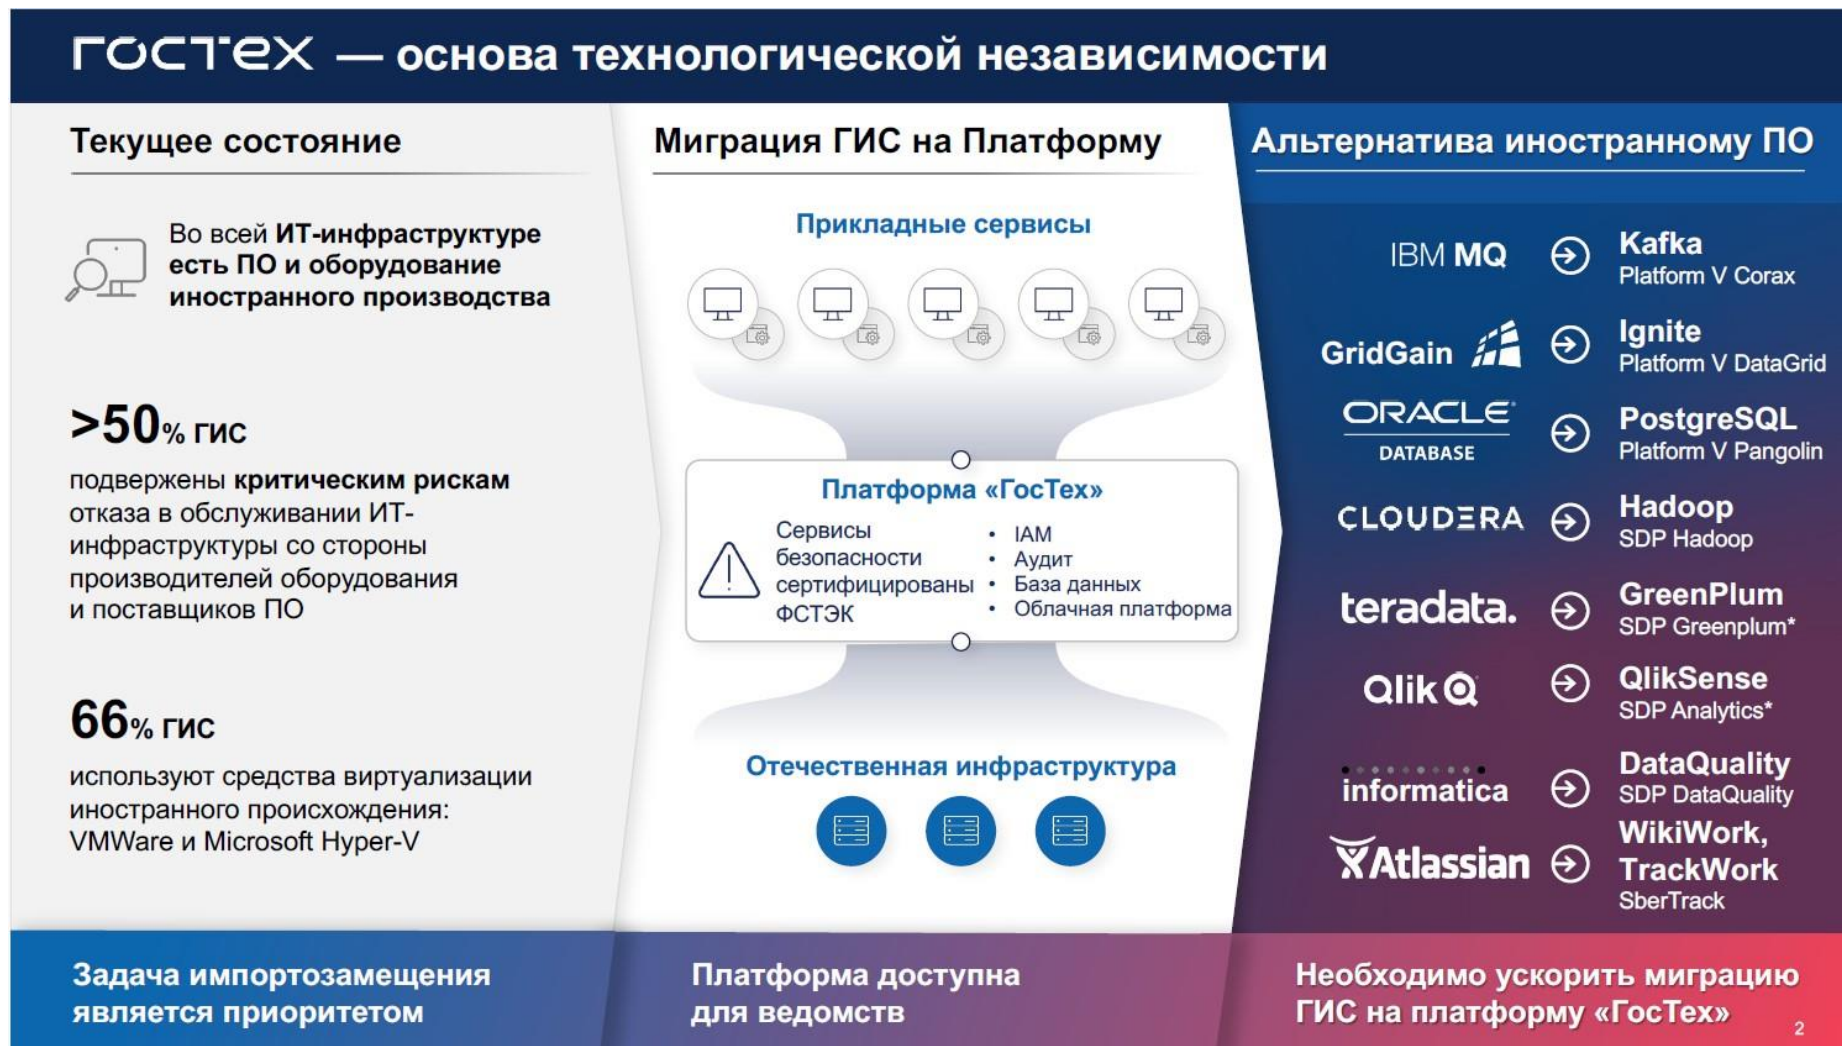 гостех — основа технологической независимости
Текущее состояние
Во всей ИТ-инфраструктуре
есть ПО и оборудование
иностранного производства
>50% ГИС
подвержены критическим рискам
отказа в обслуживании ИТ-
инфраструктуры со стороны
производителей оборудования
и поставщиков ПО
66% ГИС
используют средства виртуализации
иностранного происхождения:
VMWare и Microsoft Hyper-V
Задача импортозамещения
является приоритетом
Миграция ГИС на Платформу
Прикладные сервисы
Платформа «ГосТех»
Сервисы
безопасности
сертифицированы
ФСТЭК
• IAM
• Аудит
• База данных
• Облачная платформа
Отечественная инфраструктура
Платформа доступна
для ведомств
Альтернатива иностранному ПО
IBM MQ
Kafka
Platform V Corax
GridGain
Ignite
Platform V DataGrid
ORACLE
DATABASE
PostgreSQL
Platform V Pangolin
CLOUDERA
Hadoop
SDP Hadoop
teradata.
GreenPlum
SDP Greenplum*
Qlik
QlikSense
SDP Analytics*
informatica
DataQuality
SDP DataQuality
Atlassian
WikiWork,
TrackWork
SberTrack
Необходимо ускорить миграцию
ГИС на платформу «ГосТех»
2